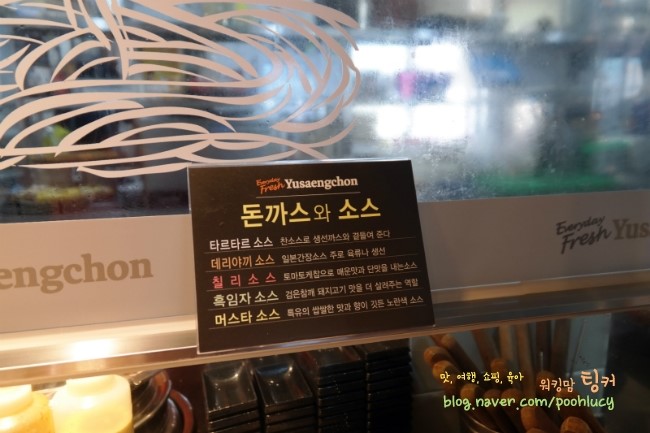 Everyday Fresh Yusaengchon
돈까스와 소스
타르타르 소스 찬소스로 생선까스와 곁들여 준다
데리야끼 소스 일본간장소스 주로 육류나 생선
칠리소스 토마토케찹으로 매운맛과 단맛을 내는소스
흑임자 소스 검은참깨 돼지고기 맛을 더 살려주는 역할
머스타 소스 특유의 쌉쌀한 맛과 향이 깃든 노란색 소스
aengchon
Everyday Fresh Yus
맛, 여행, 쇼핑, 육아 워킹맘 팅커
blog.naver.com/poohlucy